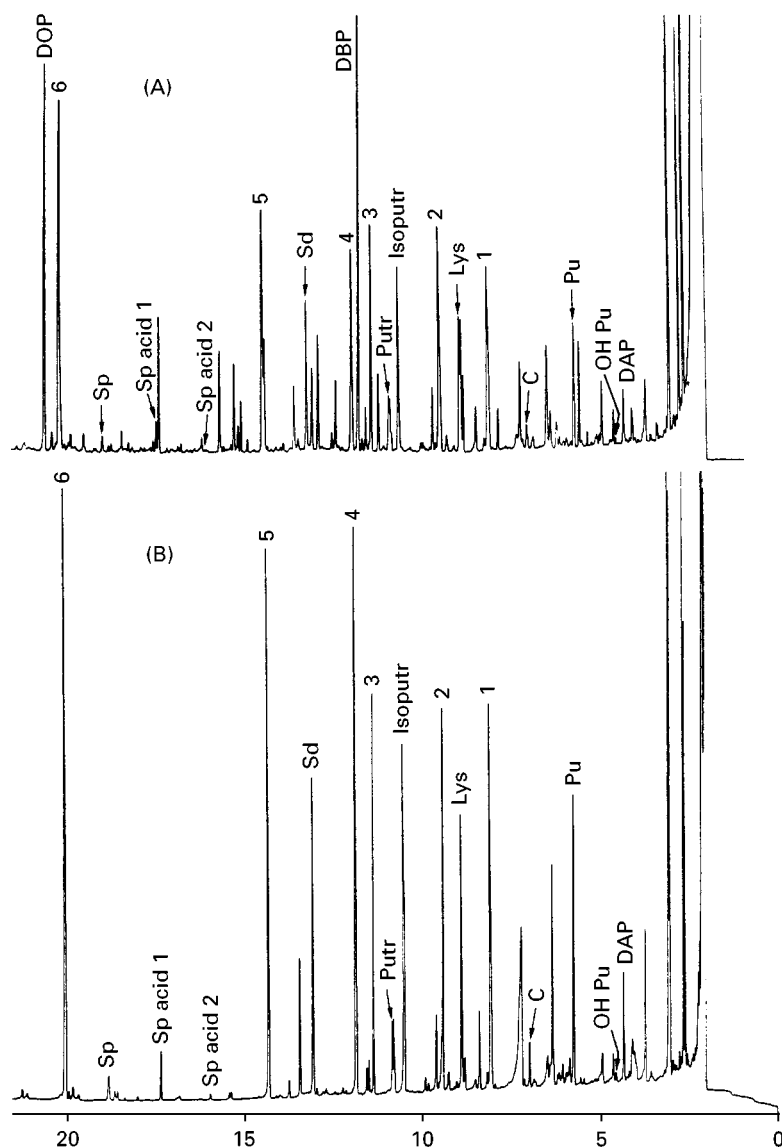 DOP
6
(A)
Sp
Sp acid 1
Sp acid 2
5
Sd
4
DBP
3
Putr
Isoputr
2
Lys
1
C
Pu
OH Pu
DAP
6
(B)
Sp
Sp acid 1
Sp acid 2
5
Sd
4
3
Putr
Isoputr
2
Lys
1
C
Pu
OH Pu
DAP
20 15 10 5 0